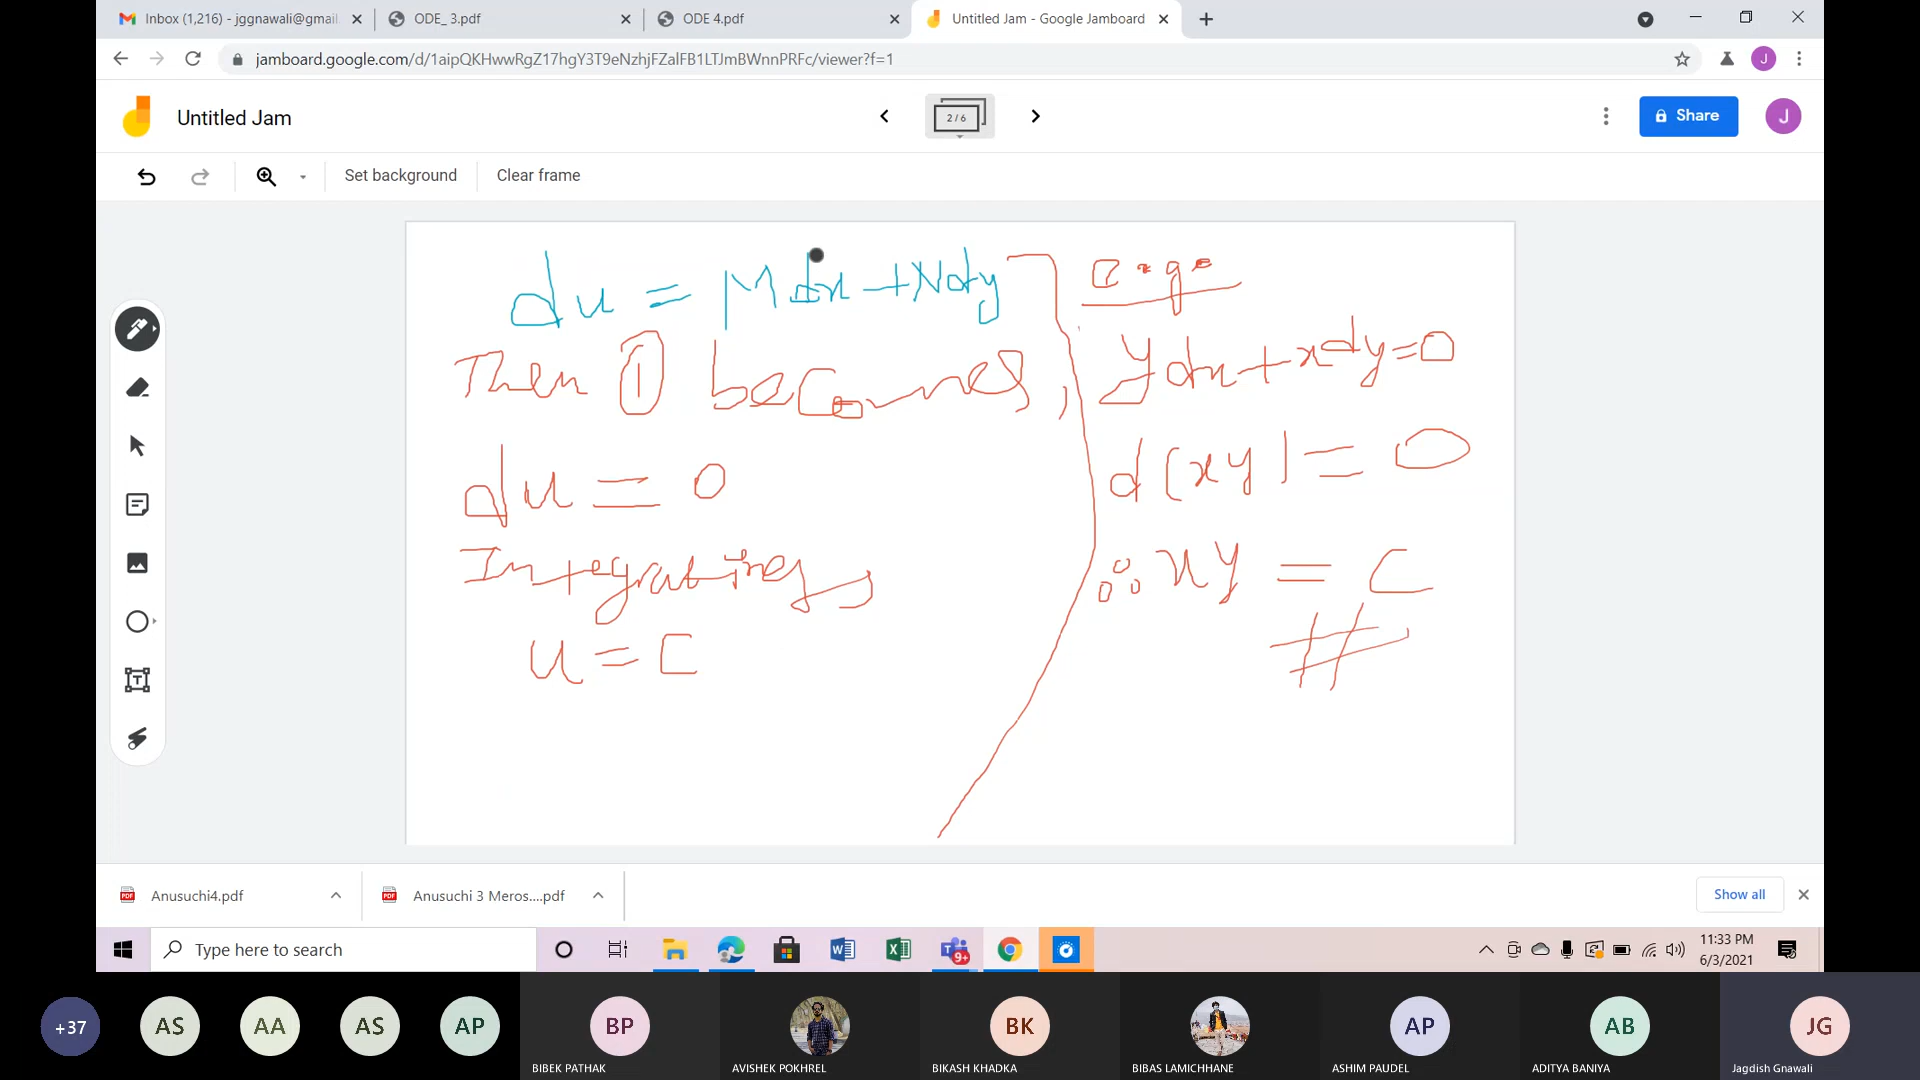 Inbox (1,216) - jggnawali@gmail.
ODE_ 3.pdf
ODE 4.pdf
Untitled Jam - Google Jamboard
jamboard.google.com/d/1aipQKHwwRgZ17hgY3T9eNzhjFZalFB1LTJmBWnnPRFc/viewer?f=1
J
Untitled Jam
2 / 6
Share
J
Set background
Clear frame
du = Mdx + Ndy
Then ① becomes,
du = 0
Integrating,
u = C
e.g.
ydx + xdy = 0
d(xy) = 0
∴ xy = C
#
Anusuchi4.pdf
Anusuchi 3 Meros....pdf
Show all
Type here to search
9+
11:33 PM
6/3/2021
+37
AS
AA
AS
AP
BP
BIBEK PATHAK
AVISHEK POKHREL
BK
BIKASH KHADKA
BIBAS LAMICHHANE
AP
ASHIM PAUDEL
AB
ADITYA BANIYA
JG
Jagdish Gnawali